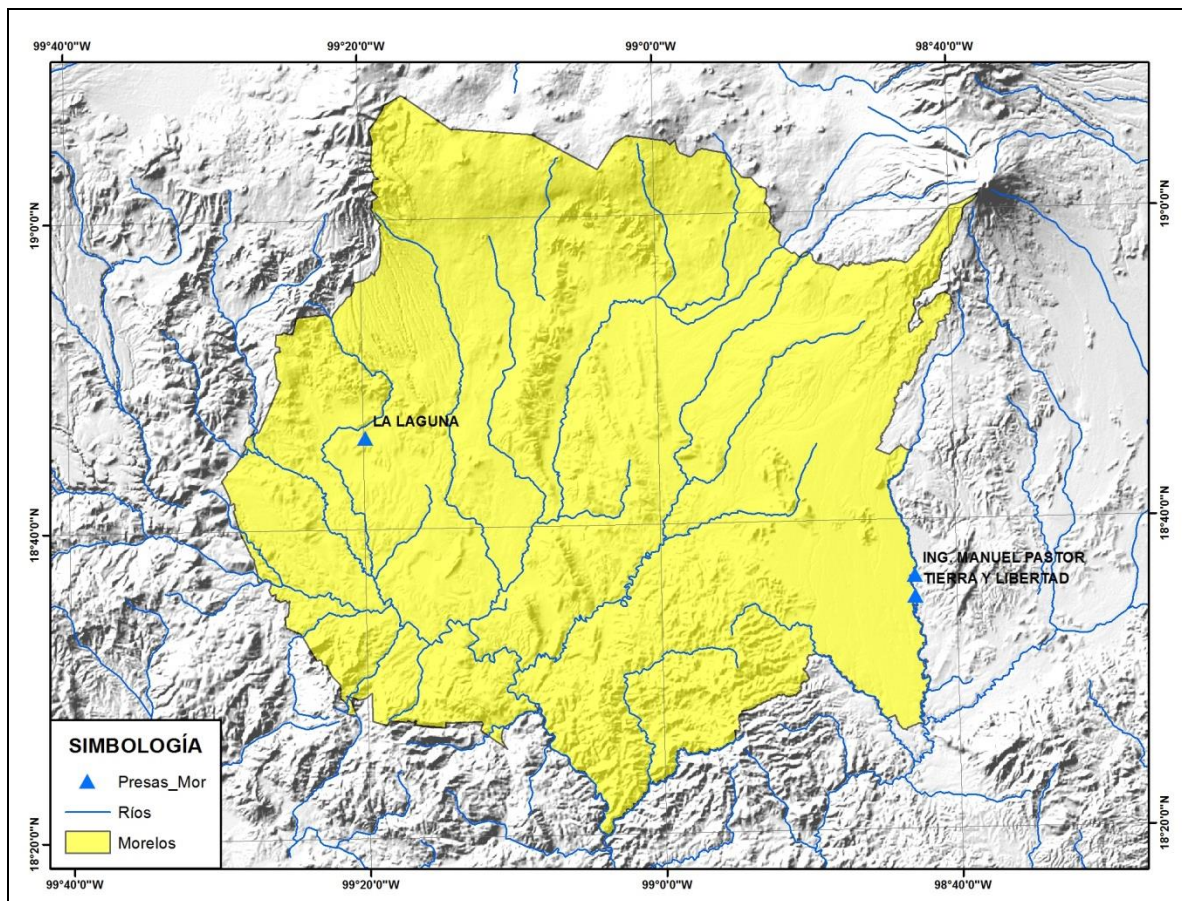 99°40'0"W
99°20'0"W
99°0'0"W
98°40'0"W
19°0'0"N
19°0'0"N
LA LAGUNA
18°40'0"N
18°40'0"N
ING. MANUEL PASTOR
TIERRA Y LIBERTAD
SIMBOLOGÍA
Presas_Mor
Ríos
Morelos
18°20'0"N
18°20'0"N
99°40'0"W
99°20'0"W
99°0'0"W
98°40'0"W